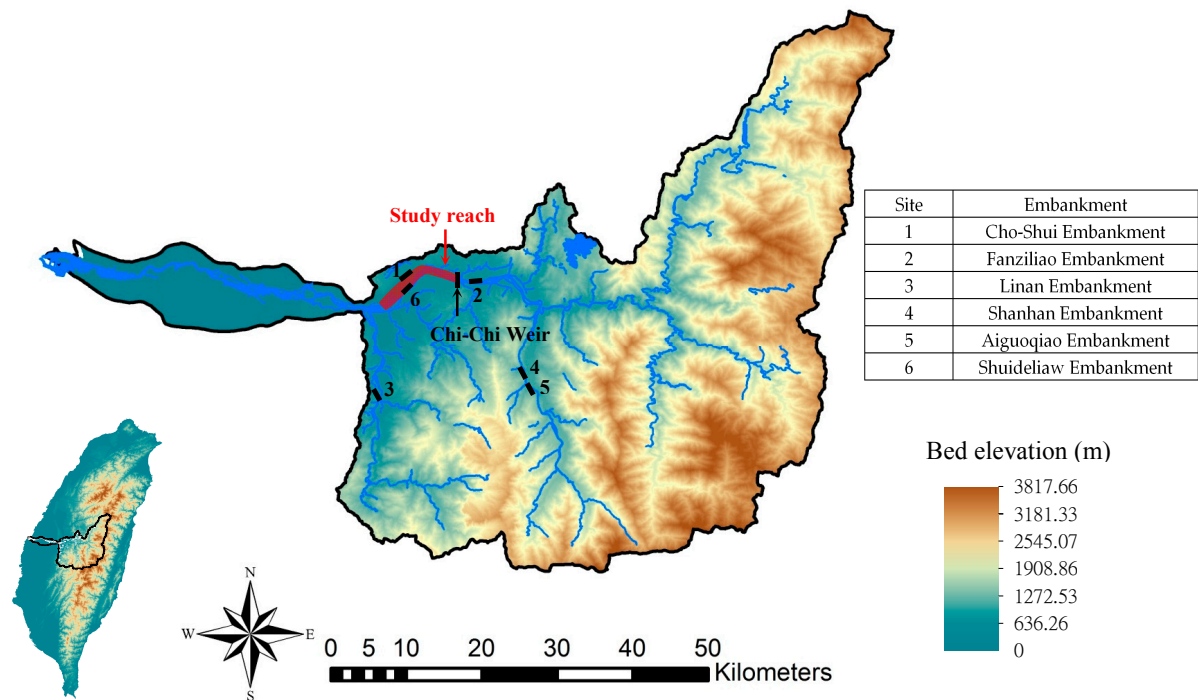 Study reach
1
6
2
Chi-Chi Weir
4
5
3
Site Embankment
1 Cho-Shui Embankment
2 Fanziliao Embankment
3 Linan Embankment
4 Shanhan Embankment
5 Aiguoqiao Embankment
6 Shuideliaw Embankment
Bed elevation (m)
3817.66
3181.33
2545.07
1908.86
1272.53
636.26
0
N
W E
S
0 5 10 20 30 40 50
Kilometers